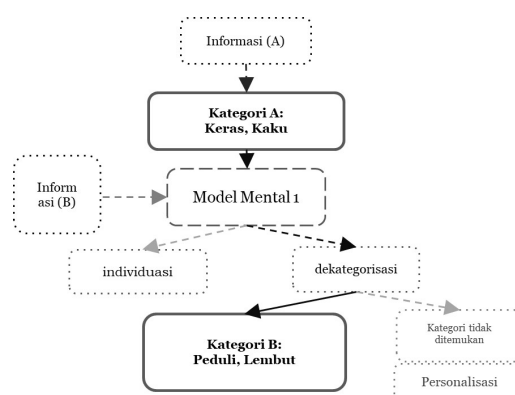 Informasi (A)
Kategori A:
Keras, Kaku
Inform
asi (B)
Model Mental 1
individuasi
dekategorisasi
Kategori B:
Peduli, Lembut
Kategori tidak
ditemukan
Personalisasi